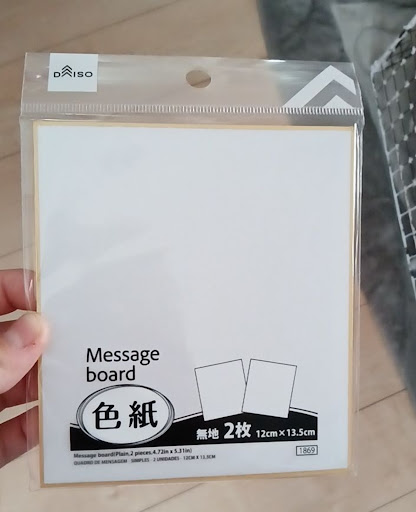 DAISO
Message
board
色紙
無地 2枚 12cm×13.5cm
Message board(Plain,2 pieces,4.72in x 5.31in)
QUADRO DE MENSAGEM SIMPLES - 2 UNIDADES - 12CM X 13,5CM
1869